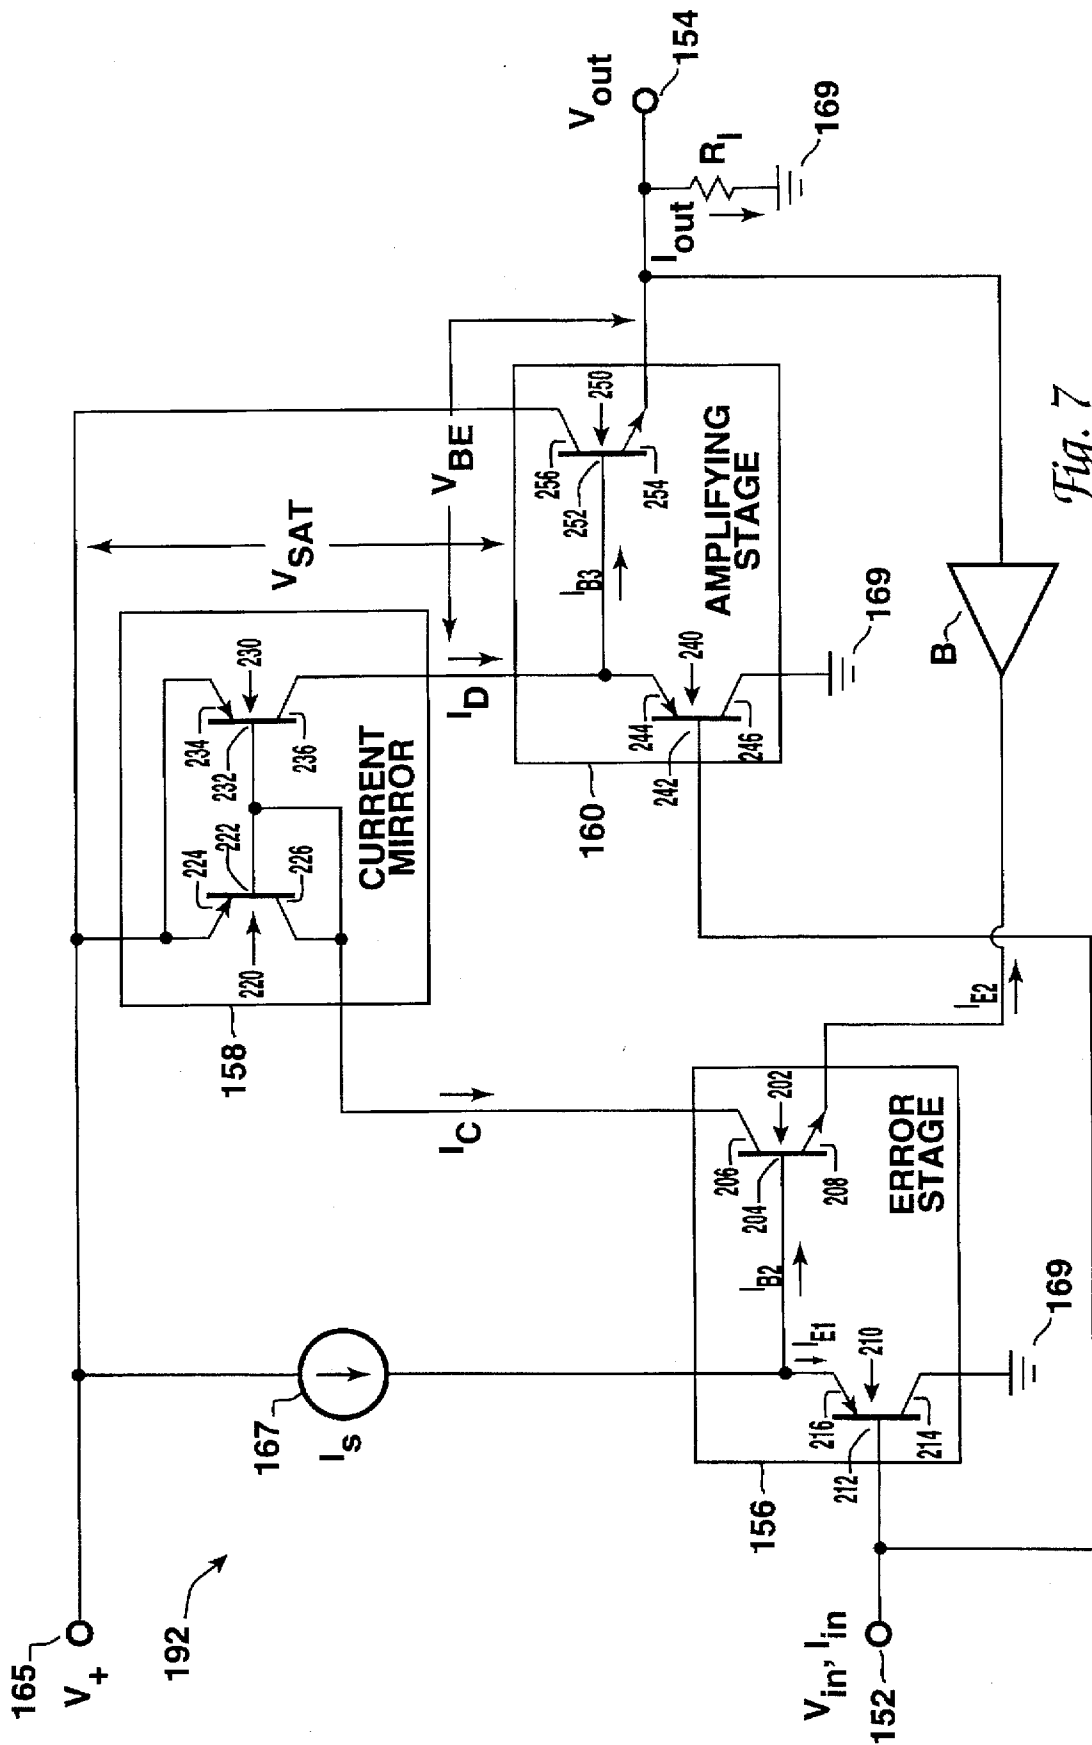 165
V+
192
167
Is
Vin, Iin
152
156
212
216
210
214
IE1
169
IB2
206
204
202
208
ERROR
STAGE
IC
IE2
158
220
224
222
226
CURRENT
MIRROR
234
232
230
236
VSAT
ID
VBE
160
244
242
240
246
169
IB3
256
252
250
254
AMPLIFYING
STAGE
B
Iout
Rl
169
Vout
154
Fig. 7